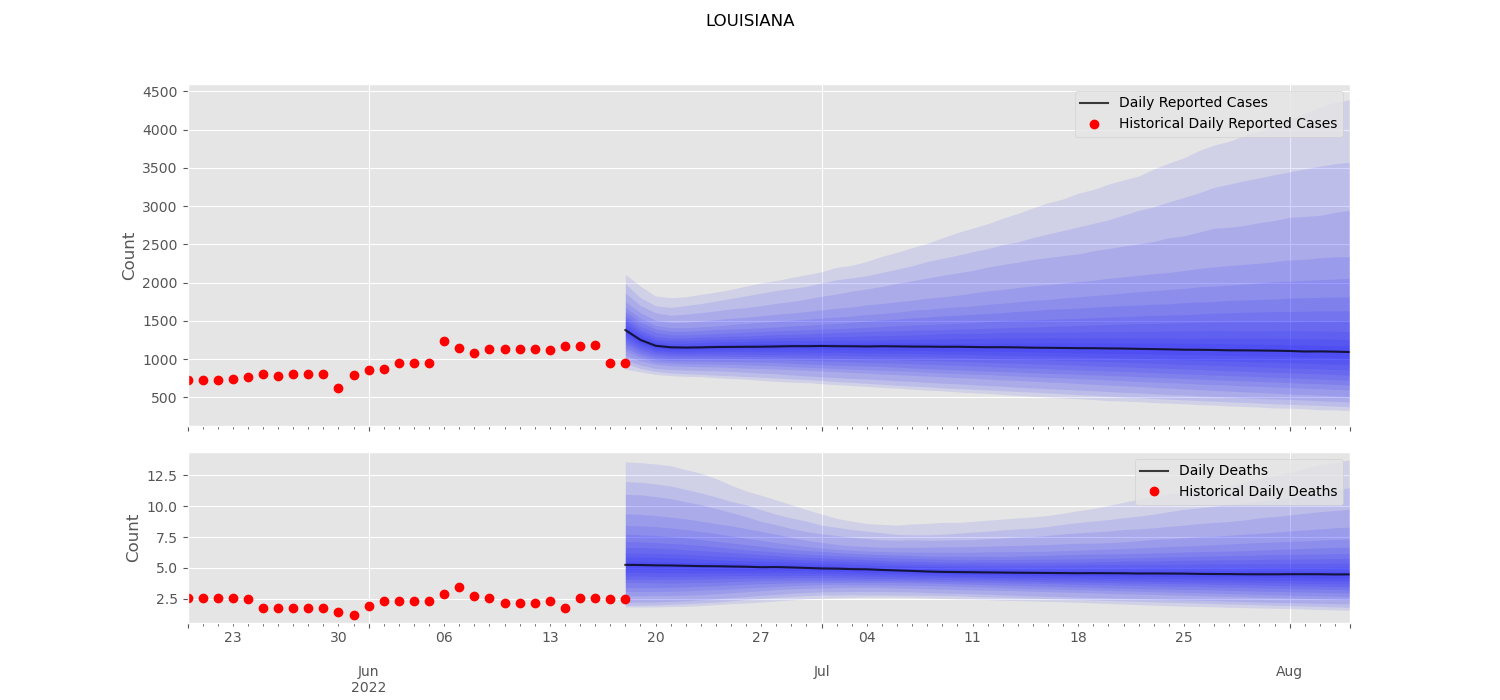 LOUISIANA
4500
4000
3500
3000
2500
2000
1500
1000
500
Count
Daily Reported Cases
Historical Daily Reported Cases
12.5
10.0
7.5
5.0
2.5
Count
Daily Deaths
Historical Daily Deaths
23 30 06 13 20 27 04 11 18 25
Jun Jul Aug
2022